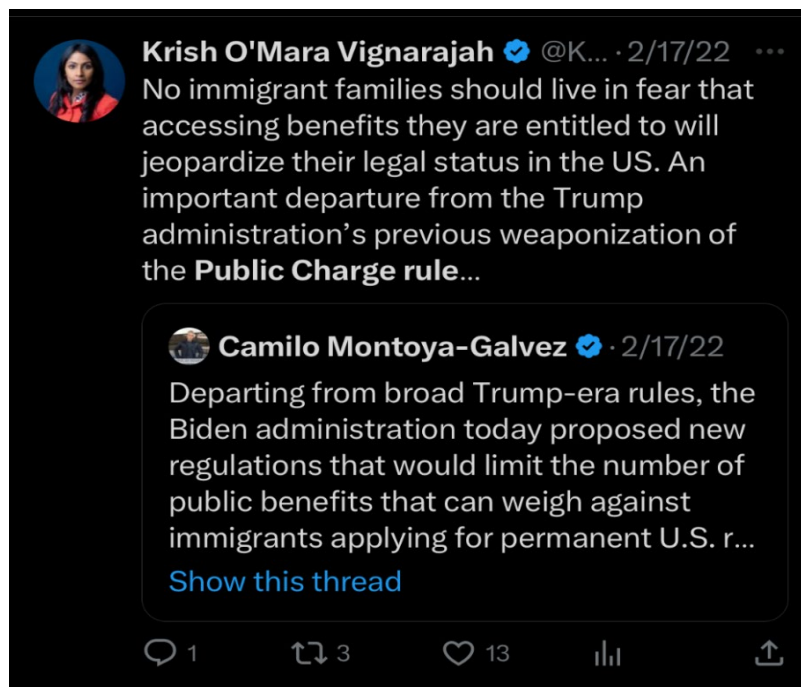 Krish O'Mara Vignarajah @K... · 2/17/22 ...
No immigrant families should live in fear that
accessing benefits they are entitled to will
jeopardize their legal status in the US. An
important departure from the Trump
administration’s previous weaponization of
the Public Charge rule...
Camilo Montoya-Galvez · 2/17/22
Departing from broad Trump-era rules, the
Biden administration today proposed new
regulations that would limit the number of
public benefits that can weigh against
immigrants applying for permanent U.S. r...
Show this thread
1 3 13